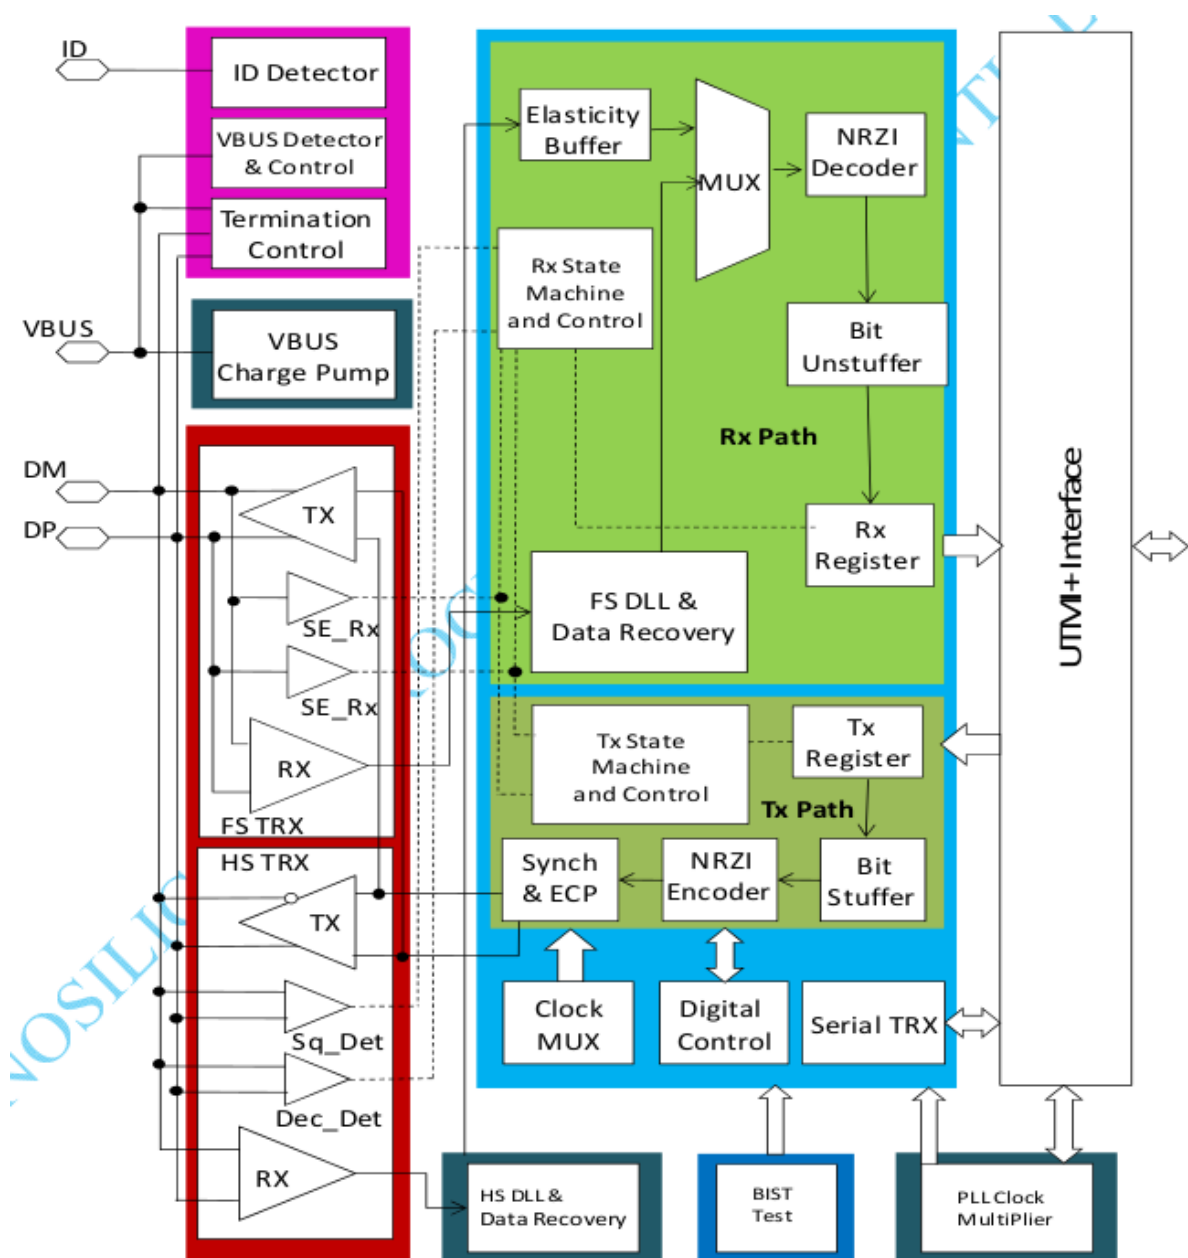 ID
ID Detector
VBUS Detector
& Control
Termination
Control
VBUS
VBUS
Charge Pump
DM
DP
TX
SE_Rx
SE_Rx
RX
FS TRX
HS TRX
TX
Sq_Det
Dec_Det
RX
Elasticity
Buffer
MUX
NRZI
Decoder
Rx State
Machine
and Control
Bit
Unstuffer
Rx Path
Rx
Register
FS DLL &
Data Recovery
Tx State
Machine
and Control
Tx
Register
Tx Path
Synch
& ECP
NRZI
Encoder
Bit
Stuffer
Clock
MUX
Digital
Control
Serial TRX
UTMI+ Interface
HS DLL &
Data Recovery
BIST
Test
PLL Clock
MultiPlier